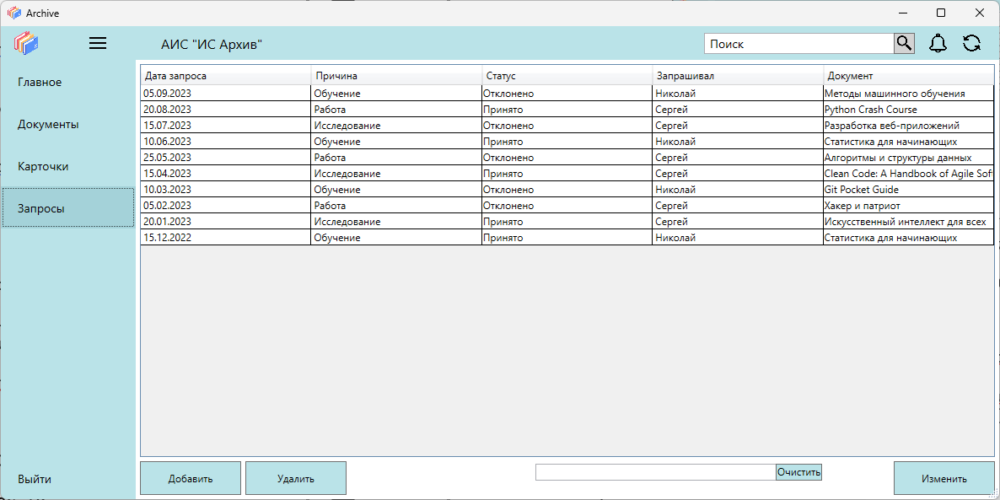 Archive
АИС "ИС Архив"
Поиск
Главное
Документы
Карточки
Запросы
Выйти
Дата запроса Причина Статус Запрашивал Документ
05.09.2023 Обучение Отклонено Николай Методы машинного обучения
20.08.2023 Работа Принято Сергей Python Crash Course
15.07.2023 Исследование Отклонено Сергей Разработка веб-приложений
10.06.2023 Обучение Принято Николай Статистика для начинающих
25.05.2023 Работа Отклонено Сергей Алгоритмы и структуры данных
15.04.2023 Исследование Принято Сергей Clean Code: A Handbook of Agile Sof
10.03.2023 Обучение Отклонено Николай Git Pocket Guide
05.02.2023 Работа Отклонено Сергей Хакер и патриот
20.01.2023 Исследование Принято Сергей Искусственный интеллект для всех
15.12.2022 Обучение Принято Николай Статистика для начинающих
Добавить Удалить Очистить Изменить